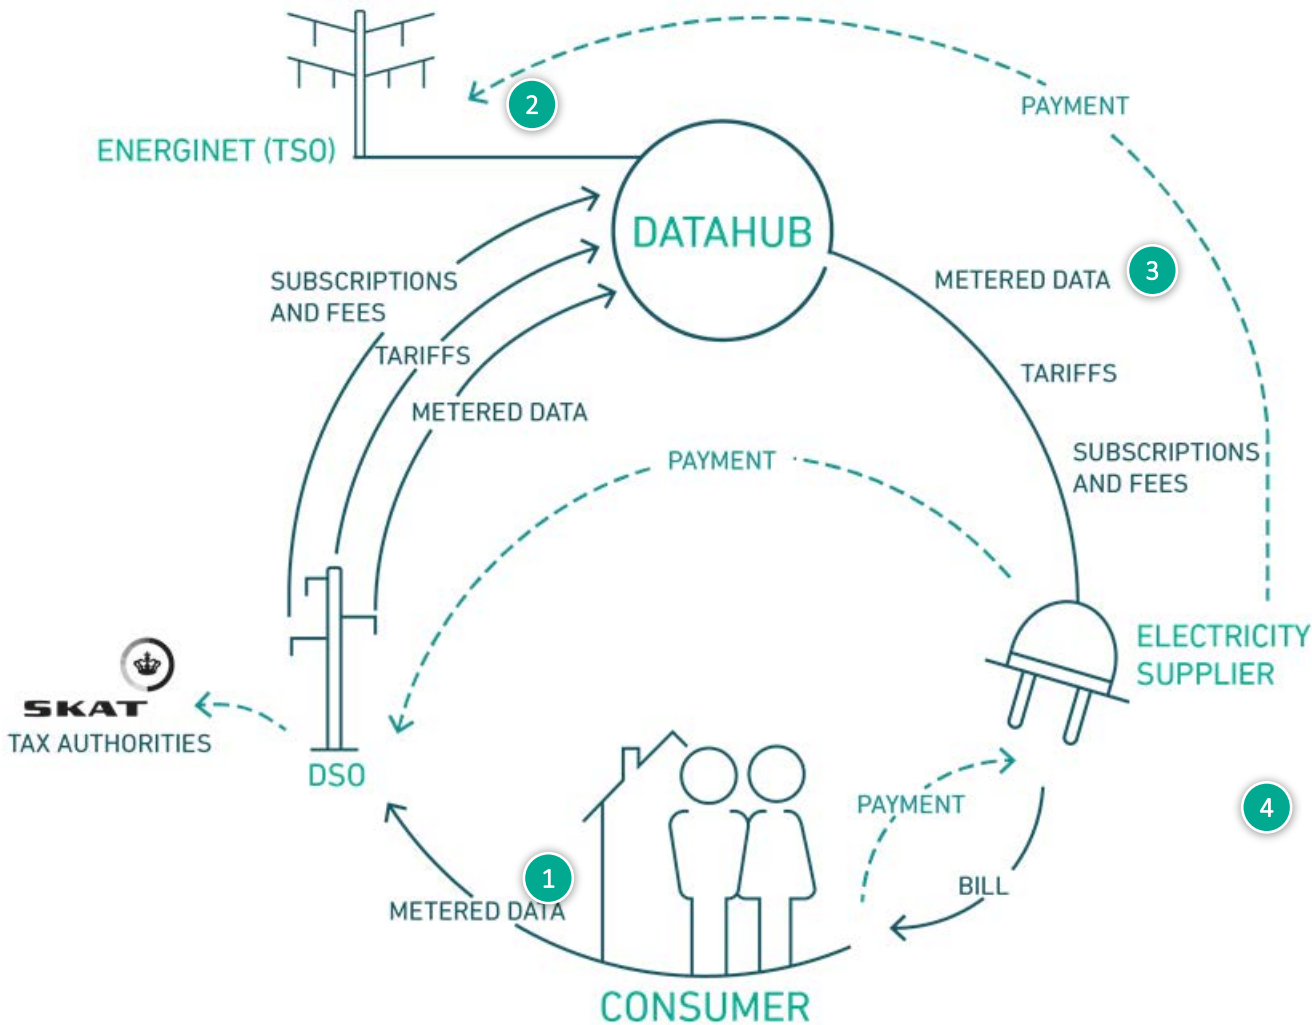 2
PAYMENT
ENERGINET (TSO)
DATAHUB
METERED DATA
3
SUBSCRIPTIONS
AND FEES
TARIFFS
TARIFFS
METERED DATA
SUBSCRIPTIONS
AND FEES
PAYMENT
ELECTRICITY
SUPPLIER
SKAT
TAX AUTHORITIES
DSO
PAYMENT
4
1
BILL
METERED DATA
CONSUMER